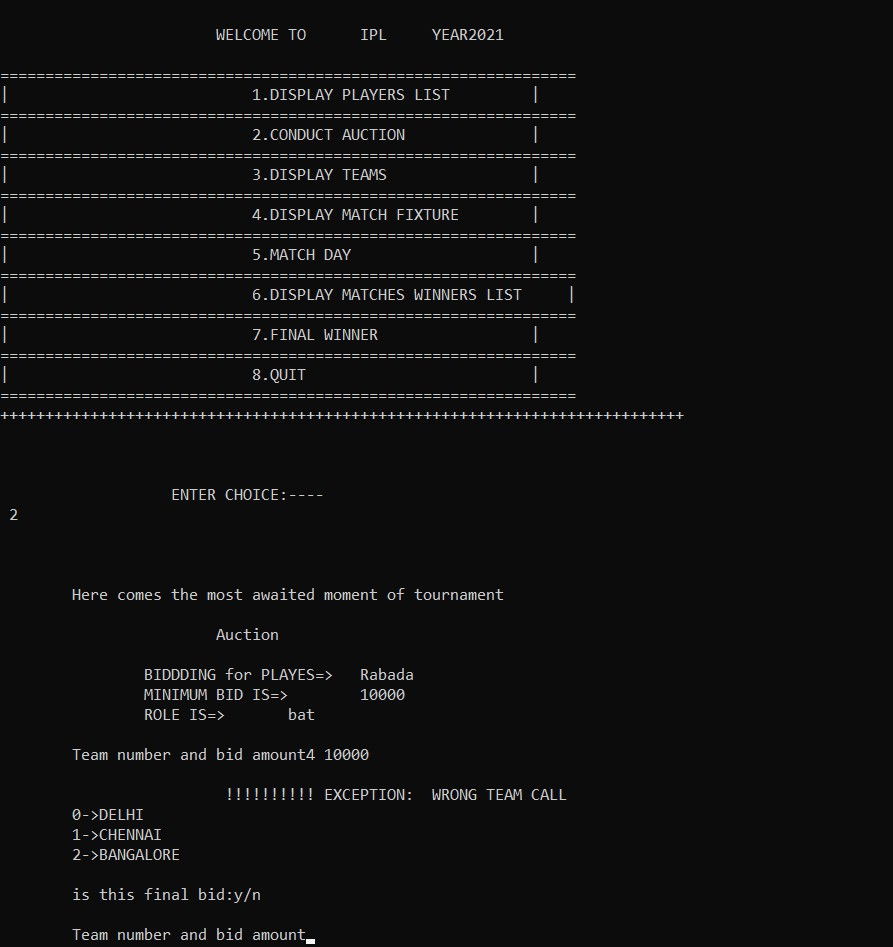 WELCOME TO IPL YEAR2021
================================================================
| 1.DISPLAY PLAYERS LIST |
================================================================
| 2.CONDUCT AUCTION |
================================================================
| 3.DISPLAY TEAMS |
================================================================
| 4.DISPLAY MATCH FIXTURE |
================================================================
| 5.MATCH DAY |
================================================================
| 6.DISPLAY MATCHES WINNERS LIST |
================================================================
| 7.FINAL WINNER |
================================================================
| 8.QUIT |
================================================================
++++++++++++++++++++++++++++++++++++++++++++++++++++++++++++++++++++++++++++
ENTER CHOICE:----
2
Here comes the most awaited moment of tournament
Auction
BIDDDING for PLAYES=> Rabada
MINIMUM BID IS=> 10000
ROLE IS=> bat
Team number and bid amount4 10000
!!!!!!!!!! EXCEPTION: WRONG TEAM CALL
0->DELHI
1->CHENNAI
2->BANGALORE
is this final bid:y/n
Team number and bid amount